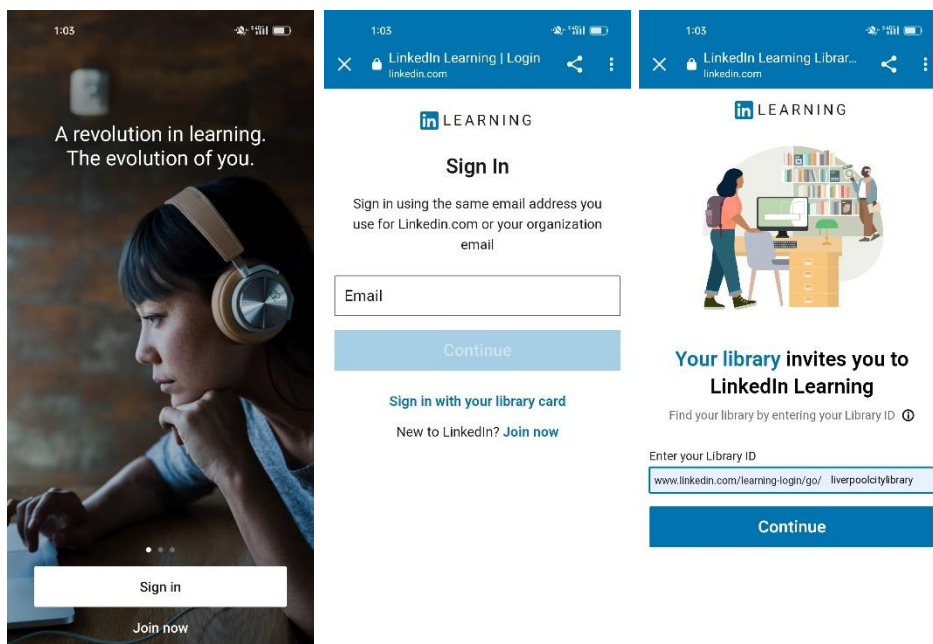 1:03
A revolution in learning.
The evolution of you.
Sign in
Join now
1:03
LinkedIn Learning | Login
linkedin.com
in LEARNING
Sign In
Sign in using the same email address you
use for Linkedin.com or your organization
email
Email
Continue
Sign in with your library card
New to LinkedIn? Join now
1:03
LinkedIn Learning Librar...
linkedin.com
in LEARNING
Your library invites you to
LinkedIn Learning
Find your library by entering your Library ID
Enter your Library ID
www.linkedin.com/learning-login/go/ liverpoolcitylibrary
Continue